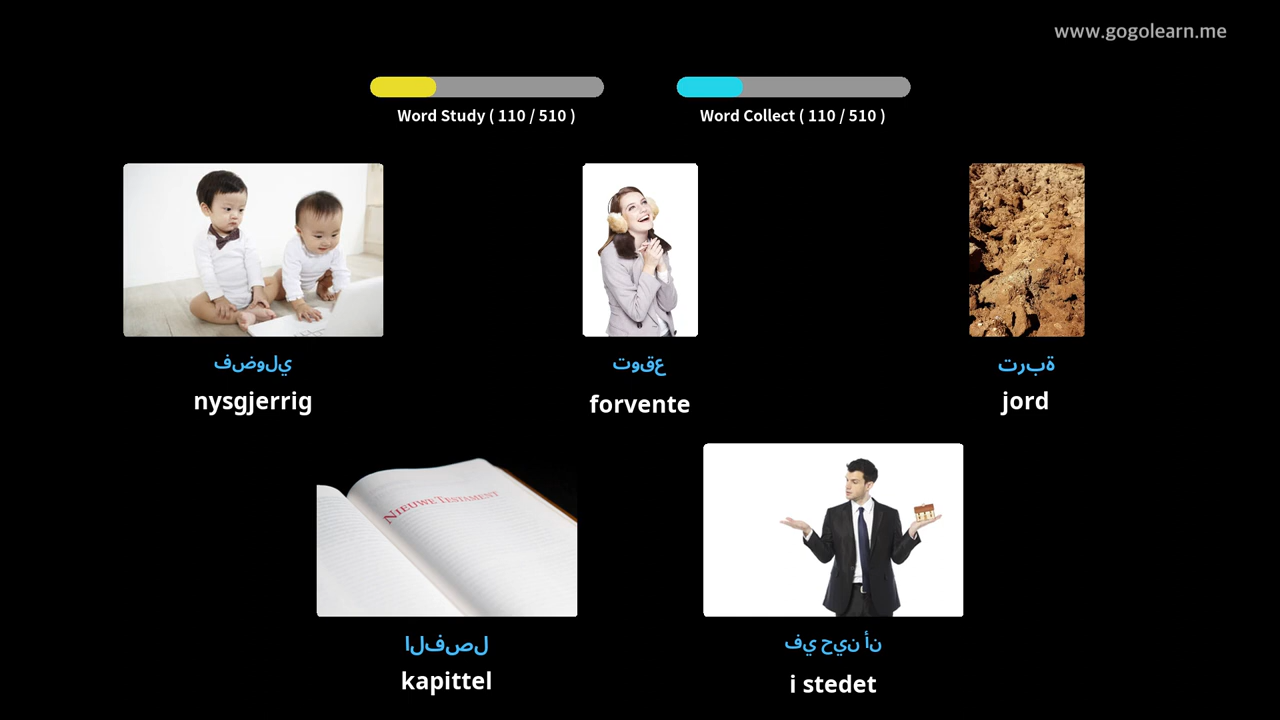 www.gogolearn.me
Word Study ( 110 / 510 )
Word Collect ( 110 / 510 )
فضولي
nysgjerrig
توقع
forvente
تربة
jord
NIEUWE TESTAMENT
الفصل
kapittel
في حين أن
i stedet